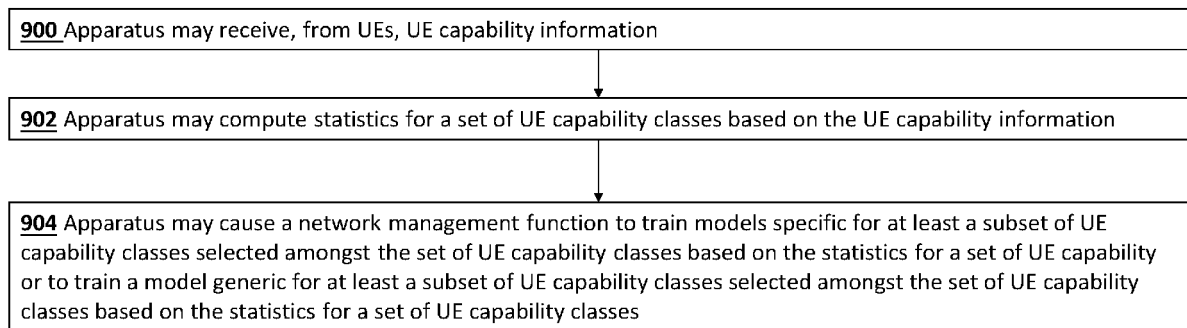 900 Apparatus may receive, from UEs, UE capability information
902 Apparatus may compute statistics for a set of UE capability classes based on the UE capability information
904 Apparatus may cause a network management function to train models specific for at least a subset of UE
capability classes selected amongst the set of UE capability classes based on the statistics for a set of UE capability
or to train a model generic for at least a subset of UE capability classes selected amongst the set of UE capability
classes based on the statistics for a set of UE capability classes